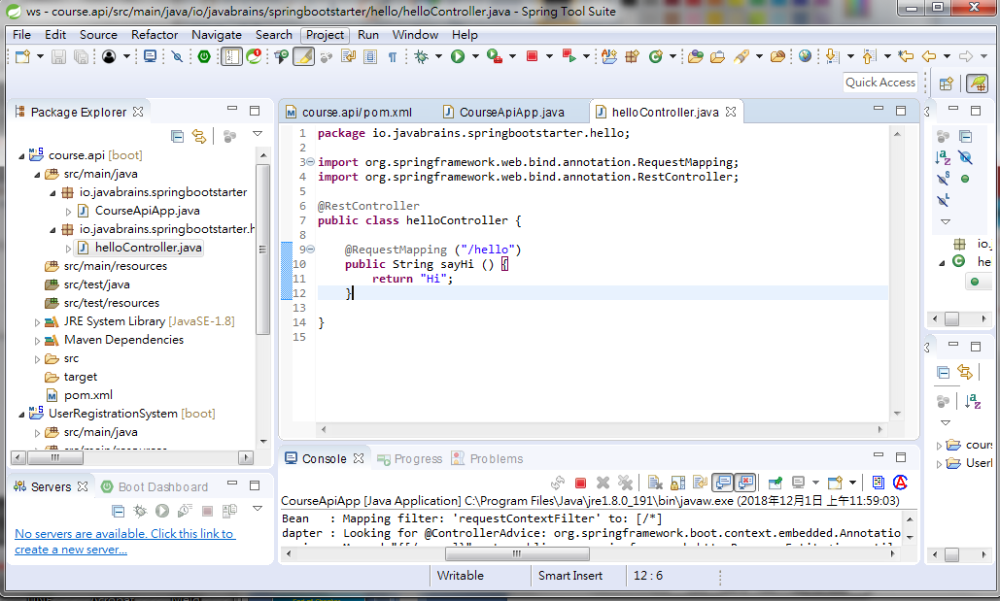 ws - course.api/src/main/java/io/javabrains/springbootstarter/hello/helloController.java - Spring Tool Suite
File Edit Source Refactor Navigate Search Project Run Window Help
Quick Access
Package Explorer
course.api [boot]
src/main/java
io.javabrains.springbootstarter
CourseApiApp.java
io.javabrains.springbootstarter.h
helloController.java
src/main/resources
src/test/java
src/test/resources
JRE System Library [JavaSE-1.8]
Maven Dependencies
src
target
pom.xml
UserRegistrationSystem [boot]
src/main/java
src/main/resources
course.api/pom.xml CourseApiApp.java helloController.java
1 package io.javabrains.springbootstarter.hello;
2
3 import org.springframework.web.bind.annotation.RequestMapping;
4 import org.springframework.web.bind.annotation.RestController;
5
6 @RestController
7 public class helloController {
8
9 @RequestMapping ("/hello")
10 public String sayHi () {
11 return "Hi";
12 }
13
14 }
15
io.
he
cours
UserI
Servers Boot Dashboard
No servers are available. Click this link to
create a new server...
Console Progress Problems
CourseApiApp [Java Application] C:\Program Files\Java\jre1.8.0_191\bin\javaw.exe (2018年12月1日 上午11:59:03)
Bean : Mapping filter: 'requestContextFilter' to: [/*]
dapter : Looking for @ControllerAdvice: org.springframework.boot.context.embedded.Annotatio
Writable Smart Insert 12 : 6